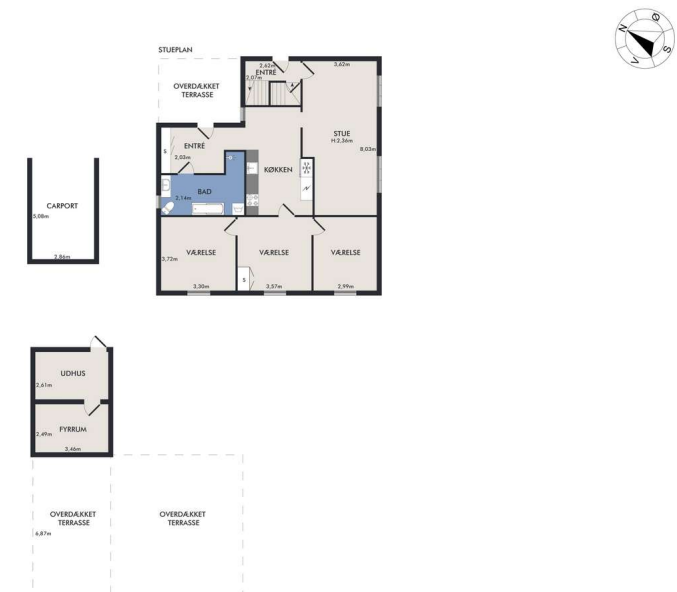 N
Ø
V
S
STUEPLAN
2,62m
ENTRÉ
2,07m
3,62m
OVERDÆKKET
TERRASSE
STUE
H:2,36m
8,03m
S
ENTRÉ
2,03m
KØKKEN
BAD
2,14m
CARPORT
5,08m
2,86m
VÆRELSE
3,72m
3,30m
VÆRELSE
S
3,57m
VÆRELSE
2,99m
UDHUS
2,61m
FYRRUM
2,49m
2,46m
OVERDÆKKET
TERRASSE
6,87m
OVERDÆKKET
TERRASSE